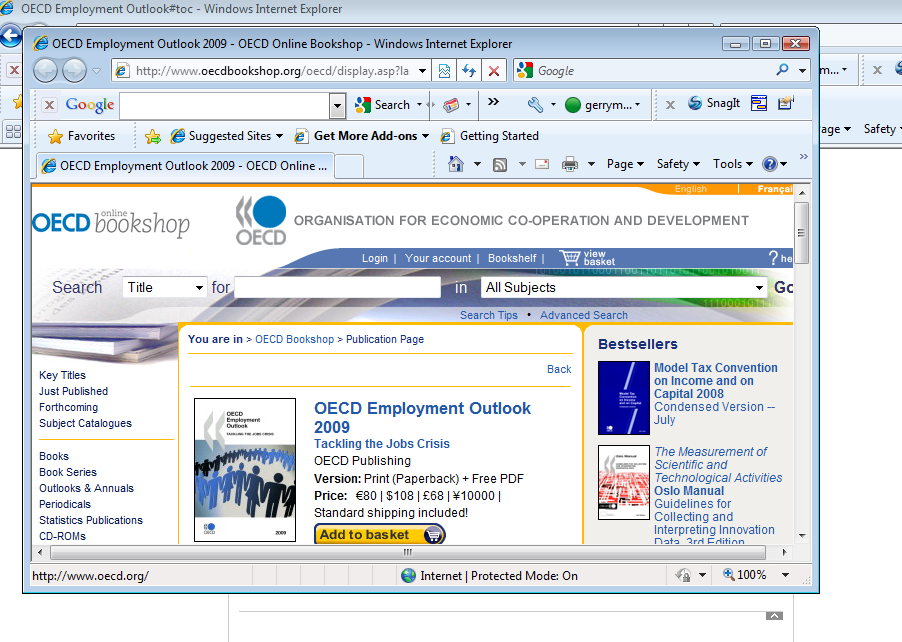 OECD Employment Outlook#toc - Windows Internet Explorer
OECD Employment Outlook 2009 - OECD Online Bookshop - Windows Internet Explorer
http://www.oecdbookshop.org/oecd/display.asp?la
Google
m...
Google
Search
»
gerrym...
SnagIt
Favorites
Suggested Sites
Get More Add-ons
Getting Started
age
Safety
OECD Employment Outlook 2009 - OECD Online ...
Page
Safety
Tools
»
English
Françai
OECD online bookshop
OECD
ORGANISATION FOR ECONOMIC CO-OPERATION AND DEVELOPMENT
Login | Your account | Bookshelf |
view basket
? he
Search
Title
for
in
All Subjects
Go
Search Tips • Advanced Search
You are in > OECD Bookshop > Publication Page
Back
Key Titles
Just Published
Forthcoming
Subject Catalogues
Books
Book Series
Outlooks & Annuals
Periodicals
Statistics Publications
CD-ROMs
OECD
Employment
Outlook
TACKLING THE JOBS CRISIS
OECD
2009
OECD Employment Outlook
2009
Tackling the Jobs Crisis
OECD Publishing
Version: Print (Paperback) + Free PDF
Price: €80 | $108 | £68 | ¥10000 |
Standard shipping included!
Add to basket
Bestsellers
Model Tax Convention
on Income and on
Capital 2008
Condensed Version --
July
Oslo Manual
The Measurement of
Scientific and
Technological Activities
Oslo Manual
Guidelines for
Collecting and
Interpreting Innovation
Data, 3rd Edition
http://www.oecd.org/
Internet | Protected Mode: On
100%